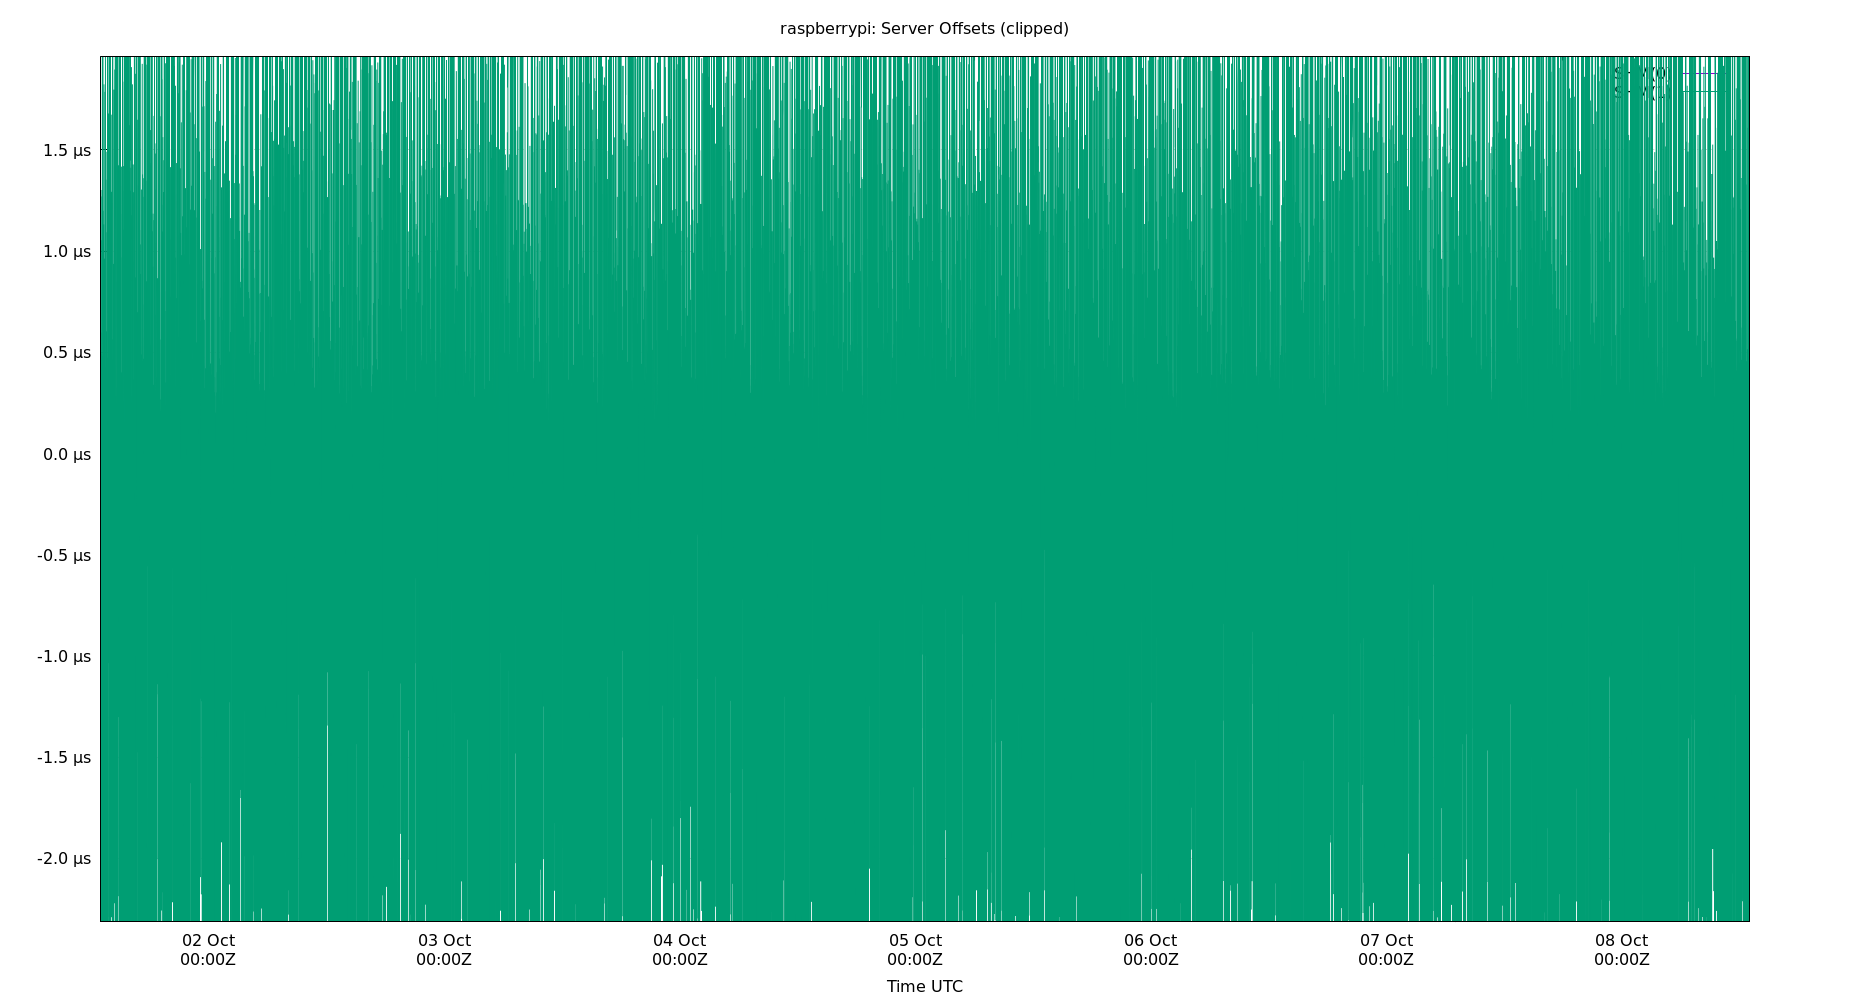 raspberrypi: Server Offsets (clipped)
1.5 µs
1.0 µs
0.5 µs
0.0 µs
-0.5 µs
-1.0 µs
-1.5 µs
-2.0 µs
02 Oct
00:00Z
03 Oct
00:00Z
04 Oct
00:00Z
05 Oct
00:00Z
06 Oct
00:00Z
07 Oct
00:00Z
08 Oct
00:00Z
Time UTC